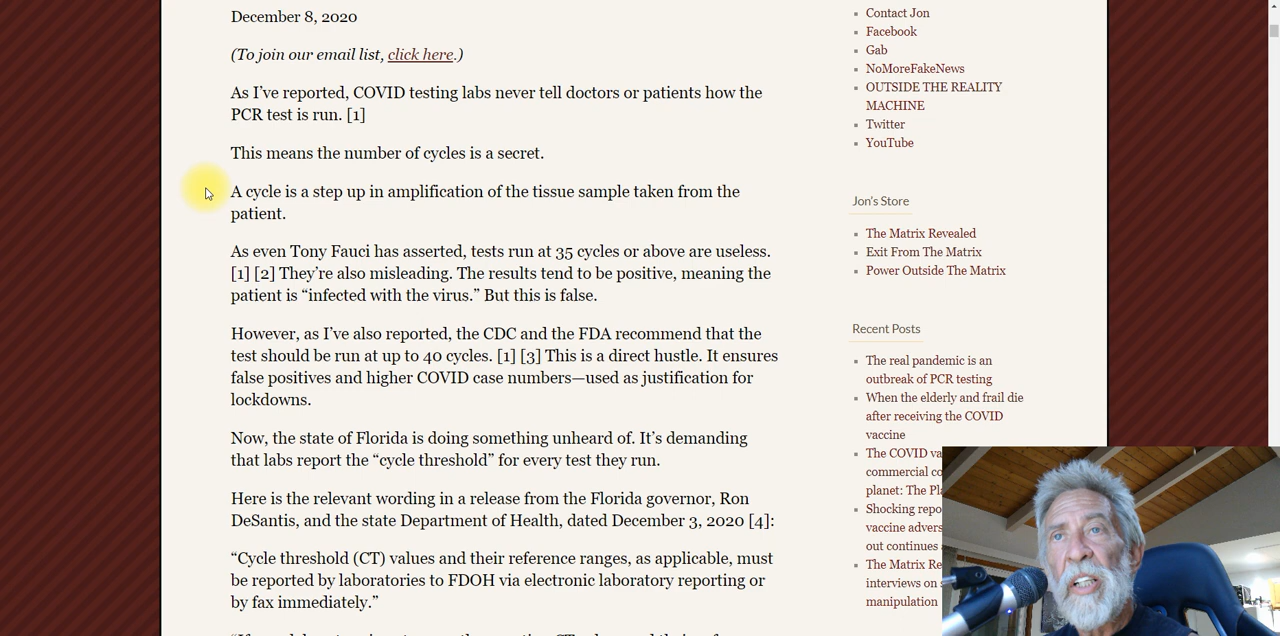 December 8, 2020
(To join our email list, click here.)
As I’ve reported, COVID testing labs never tell doctors or patients how the
PCR test is run. [1]
This means the number of cycles is a secret.
A cycle is a step up in amplification of the tissue sample taken from the
patient.
As even Tony Fauci has asserted, tests run at 35 cycles or above are useless.
[1] [2] They’re also misleading. The results tend to be positive, meaning the
patient is “infected with the virus.” But this is false.
However, as I’ve also reported, the CDC and the FDA recommend that the
test should be run at up to 40 cycles. [1] [3] This is a direct hustle. It ensures
false positives and higher COVID case numbers—used as justification for
lockdowns.
Now, the state of Florida is doing something unheard of. It’s demanding
that labs report the “cycle threshold” for every test they run.
Here is the relevant wording in a release from the Florida governor, Ron
DeSantis, and the state Department of Health, dated December 3, 2020 [4]:
“Cycle threshold (CT) values and their reference ranges, as applicable, must
be reported by laboratories to FDOH via electronic laboratory reporting or
by fax immediately.”
Contact Jon
Facebook
Gab
NoMoreFakeNews
OUTSIDE THE REALITY
MACHINE
Twitter
YouTube
Jon's Store
The Matrix Revealed
Exit From The Matrix
Power Outside The Matrix
Recent Posts
The real pandemic is an
outbreak of PCR testing
When the elderly and frail die
after receiving the COVID
vaccine
The COVID va
commercial co
planet: The Pl
Shocking repo
vaccine advers
out continues
The Matrix Re
interviews on
manipulation